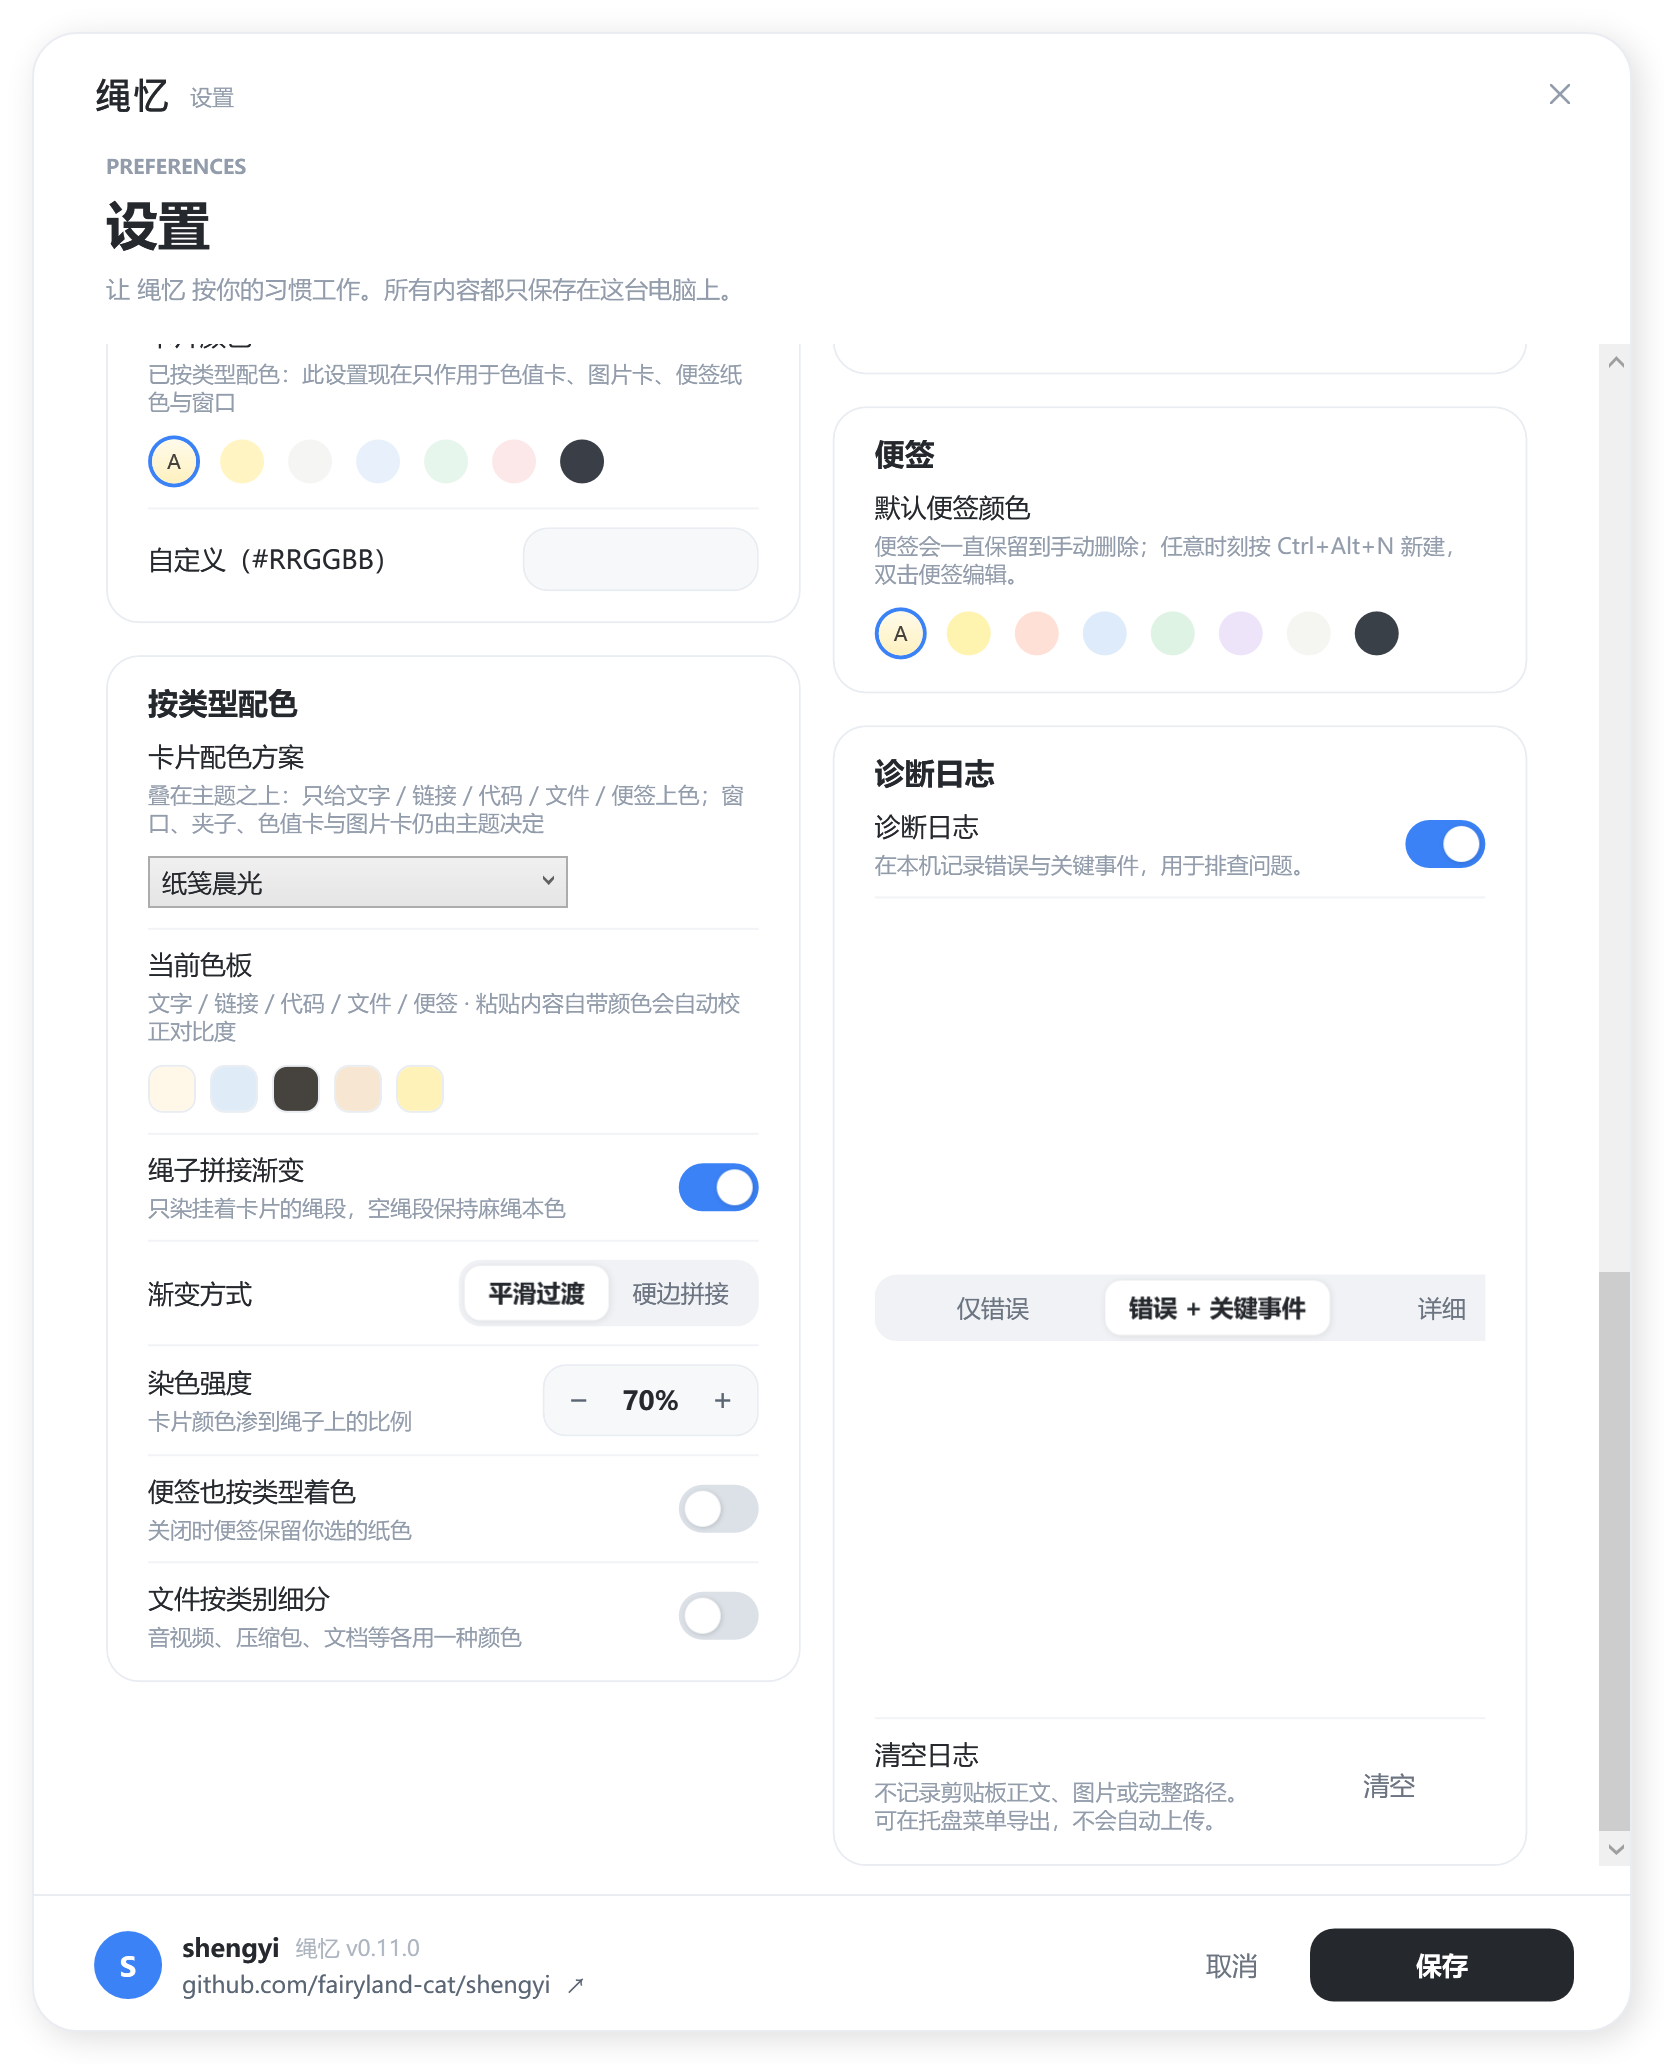 绳忆 设置
PREFERENCES
设置
让 绳忆 按你的习惯工作。所有内容都只保存在这台电脑上。
已按类型配色：此设置现在只作用于色值卡、图片卡、便签纸
色与窗口
A
自定义（#RRGGBB）
按类型配色
卡片配色方案
叠在主题之上：只给文字 / 链接 / 代码 / 文件 / 便签上色；窗
口、夹子、色值卡与图片卡仍由主题决定
纸笺晨光
当前色板
文字 / 链接 / 代码 / 文件 / 便签 · 粘贴内容自带颜色会自动校
正对比度
绳子拼接渐变
只染挂着卡片的绳段，空绳段保持麻绳本色
渐变方式 平滑过渡 硬边拼接
染色强度
卡片颜色渗到绳子上的比例
− 70% +
便签也按类型着色
关闭时便签保留你选的纸色
文件按类别细分
音视频、压缩包、文档等各用一种颜色
便签
默认便签颜色
便签会一直保留到手动删除；任意时刻按 Ctrl+Alt+N 新建，
双击便签编辑。
A
诊断日志
诊断日志
在本机记录错误与关键事件，用于排查问题。
仅错误 错误 + 关键事件 详细
清空日志
不记录剪贴板正文、图片或完整路径。
可在托盘菜单导出，不会自动上传。
清空
S
shengyi 绳忆 v0.11.0
github.com/fairyland-cat/shengyi ↗
取消 保存